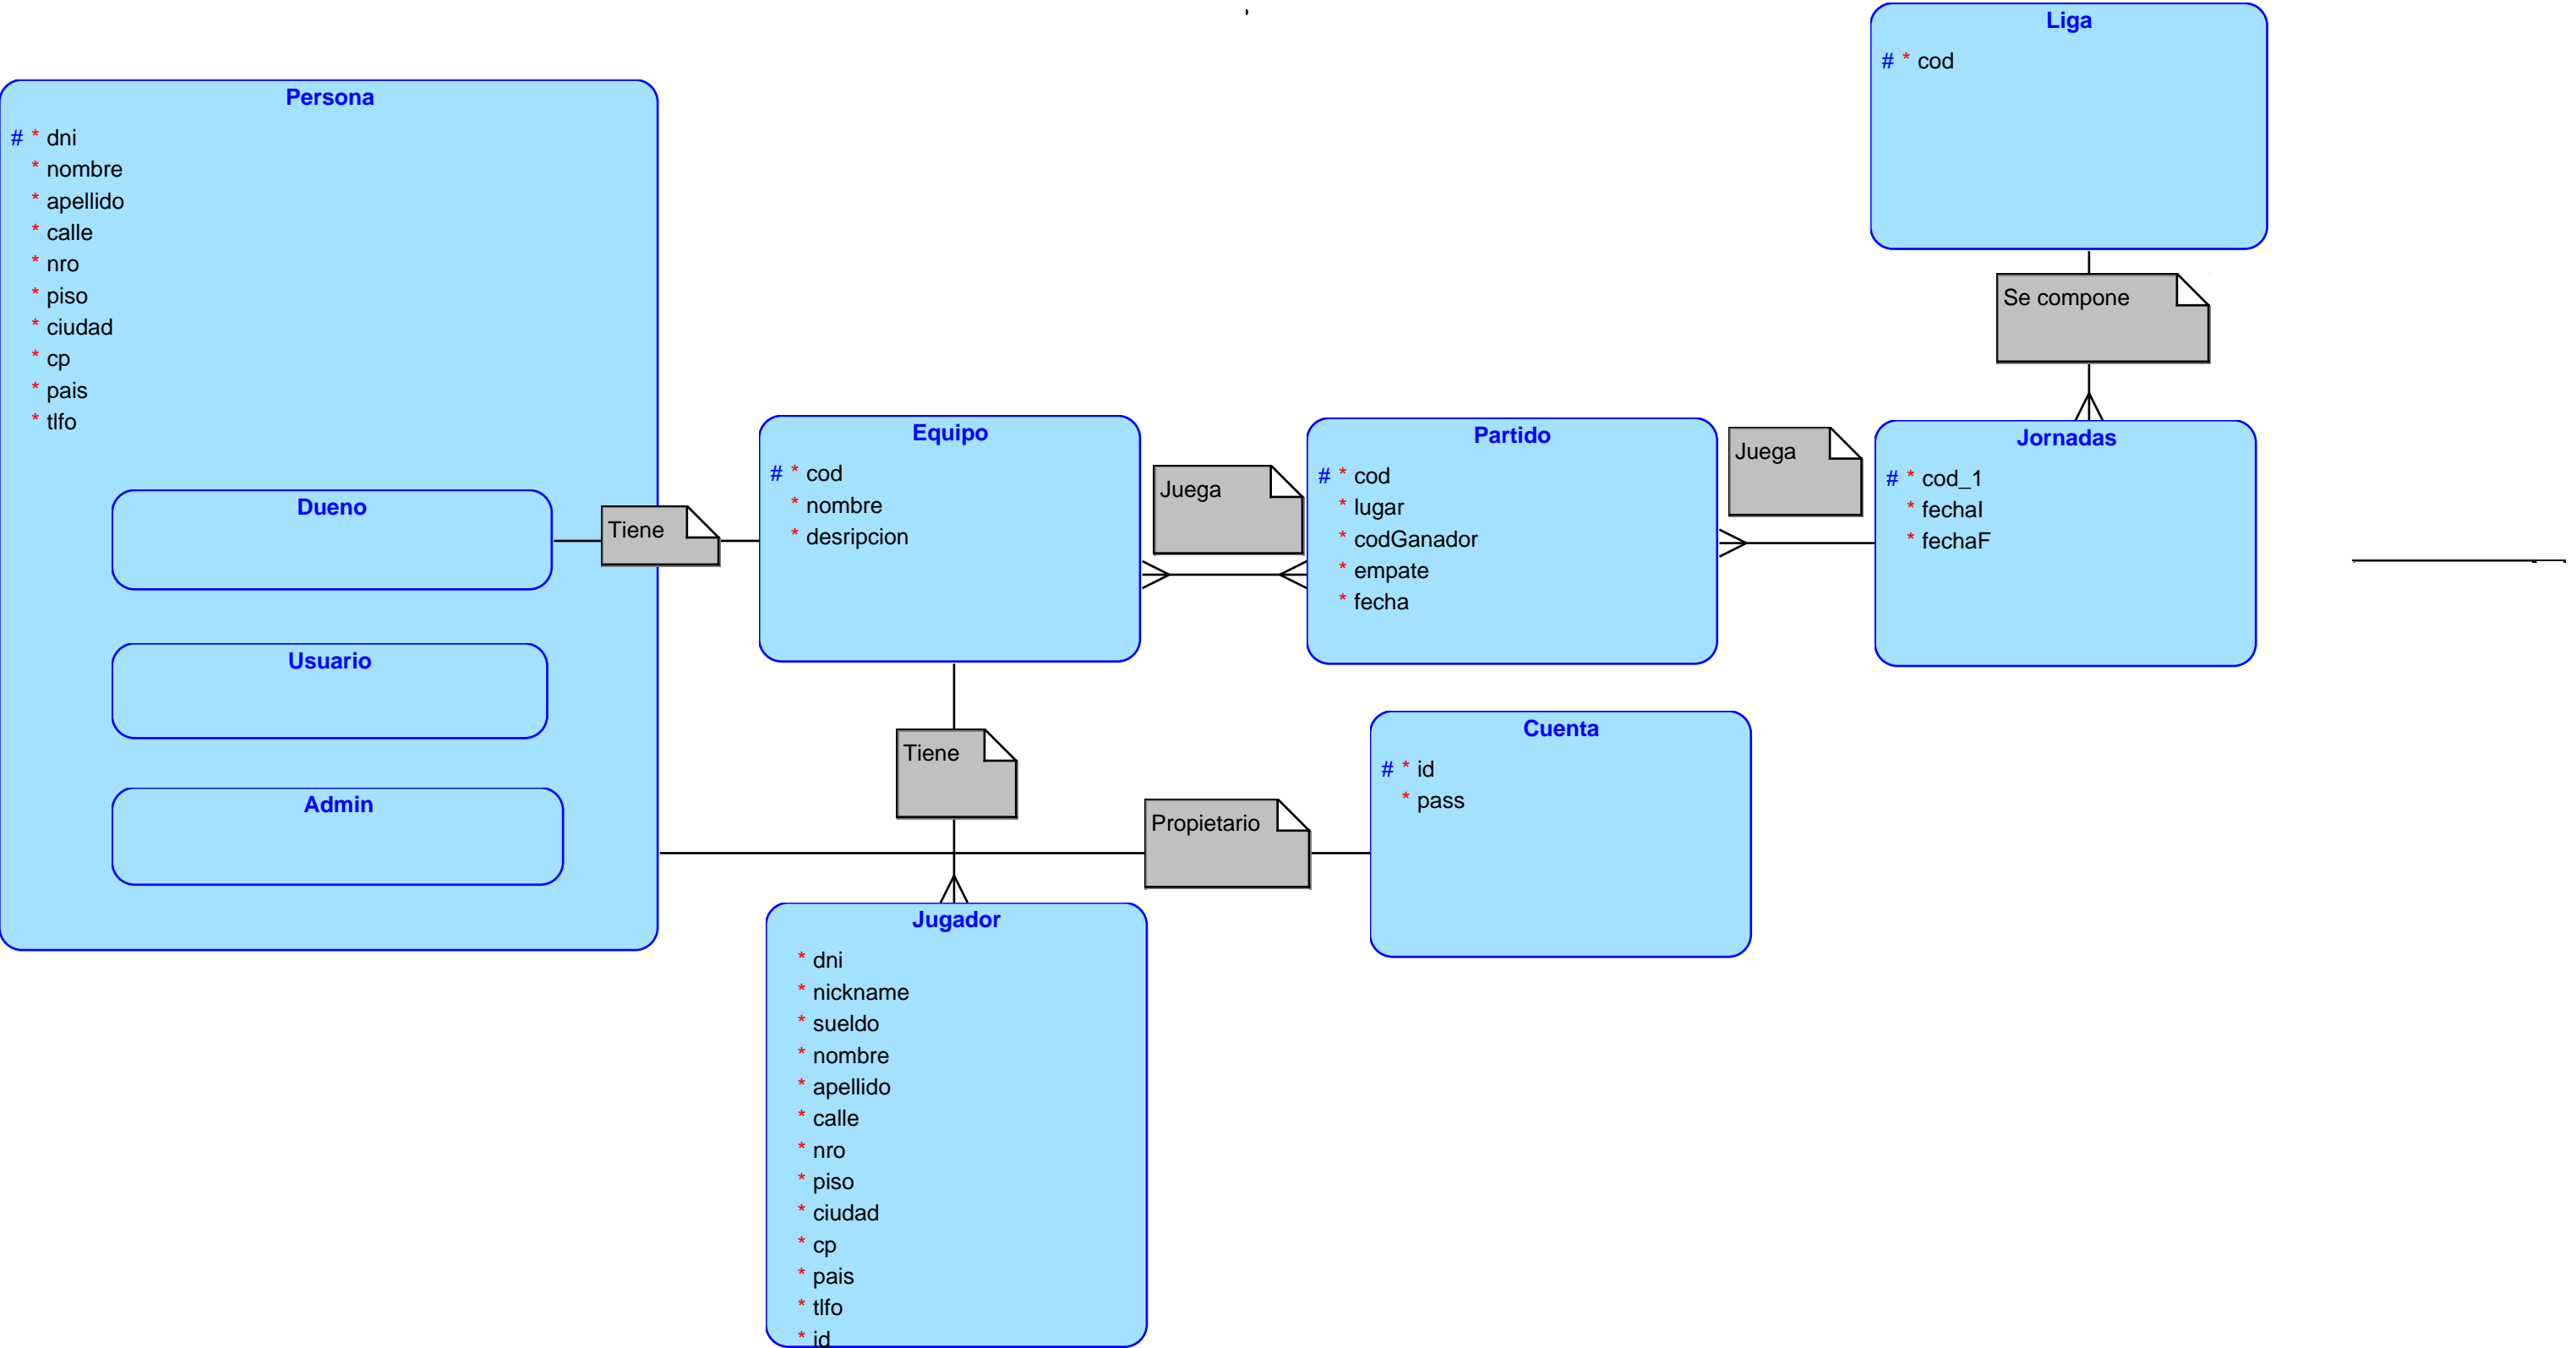 Persona
# * dni
* nombre
* apellido
* calle
* nro
* piso
* ciudad
* cp
* pais
* tlfo
Dueno
Usuario
Admin
Tiene
Equipo
# * cod
* nombre
* desripcion
Juega
Partido
# * cod
* lugar
* codGanador
* empate
* fecha
Juega
Liga
# * cod
Se compone
Jornadas
# * cod_1
* fechaI
* fechaF
Tiene
Propietario
Cuenta
# * id
* pass
Jugador
* dni
* nickname
* sueldo
* nombre
* apellido
* calle
* nro
* piso
* ciudad
* cp
* pais
* tlfo
* id